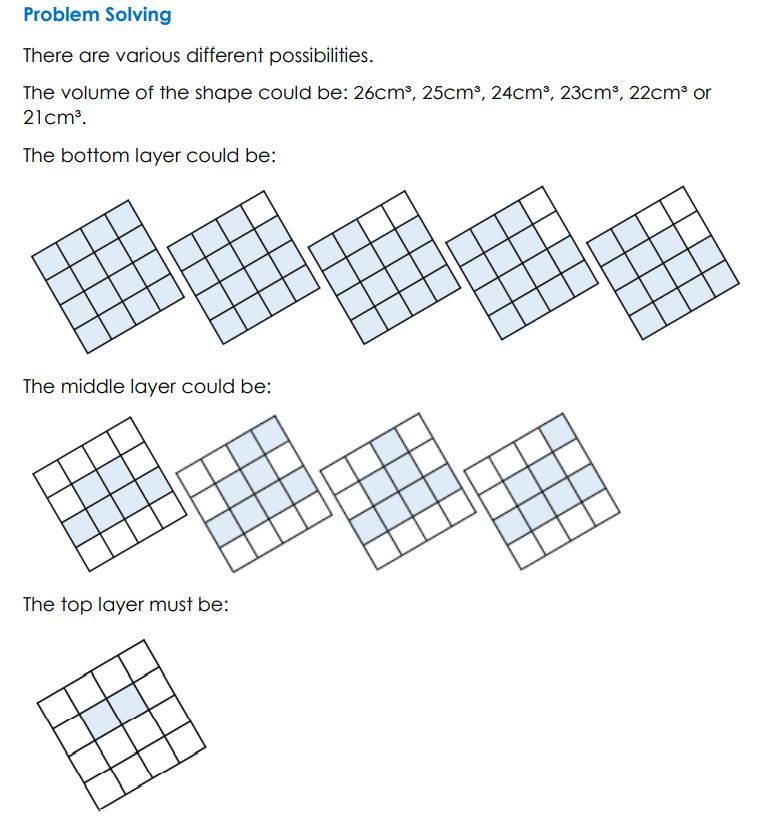 Problem Solving
There are various different possibilities.
The volume of the shape could be: 26cm³, 25cm³, 24cm³, 23cm³, 22cm³ or
21cm³.
The bottom layer could be:
The middle layer could be:
The top layer must be: